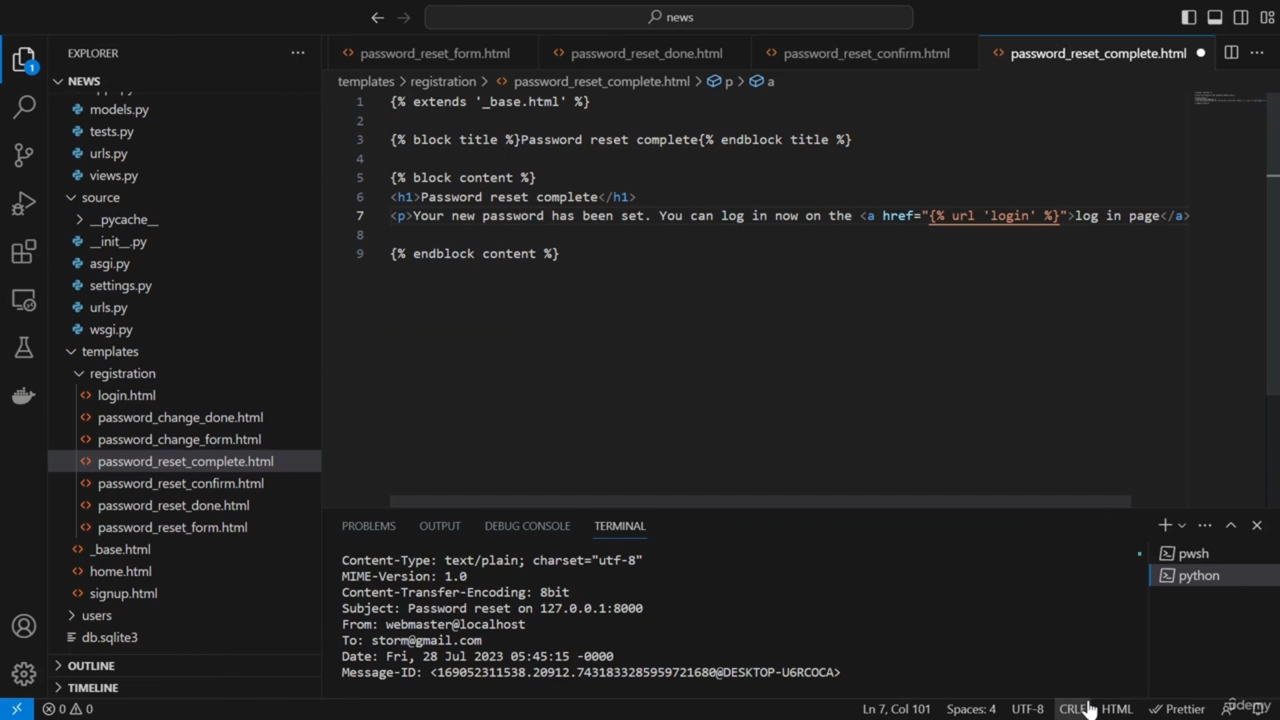 news
EXPLORER
password_reset_form.html
password_reset_done.html
password_reset_confirm.html
password_reset_complete.html
NEWS
templates > registration > password_reset_complete.html > p > a
models.py
tests.py
urls.py
views.py
source
__pycache__
__init__.py
asgi.py
settings.py
urls.py
wsgi.py
templates
registration
login.html
password_change_done.html
password_change_form.html
password_reset_complete.html
password_reset_confirm.html
password_reset_done.html
password_reset_form.html
_base.html
home.html
signup.html
users
db.sqlite3
OUTLINE
TIMELINE
1 {% extends '_base.html' %}
2
3 {% block title %}Password reset complete{% endblock title %}
4
5 {% block content %}
6 <h1>Password reset complete</h1>
7 <p>Your new password has been set. You can log in now on the <a href="{% url 'login' %}">log in page</a>
8
9 {% endblock content %}
PROBLEMS OUTPUT DEBUG CONSOLE TERMINAL
Content-Type: text/plain; charset="utf-8"
MIME-Version: 1.0
Content-Transfer-Encoding: 8bit
Subject: Password reset on 127.0.0.1:8000
From: webmaster@localhost
To: storm@gmail.com
Date: Fri, 28 Jul 2023 05:45:15 -0000
Message-ID: <169052311538.20912.7431833285959721680@DESKTOP-U6RCOCA>
pwsh
python
1
0 0 Ln 7, Col 101 Spaces: 4 UTF-8 CRLF HTML Prettier
Udemy